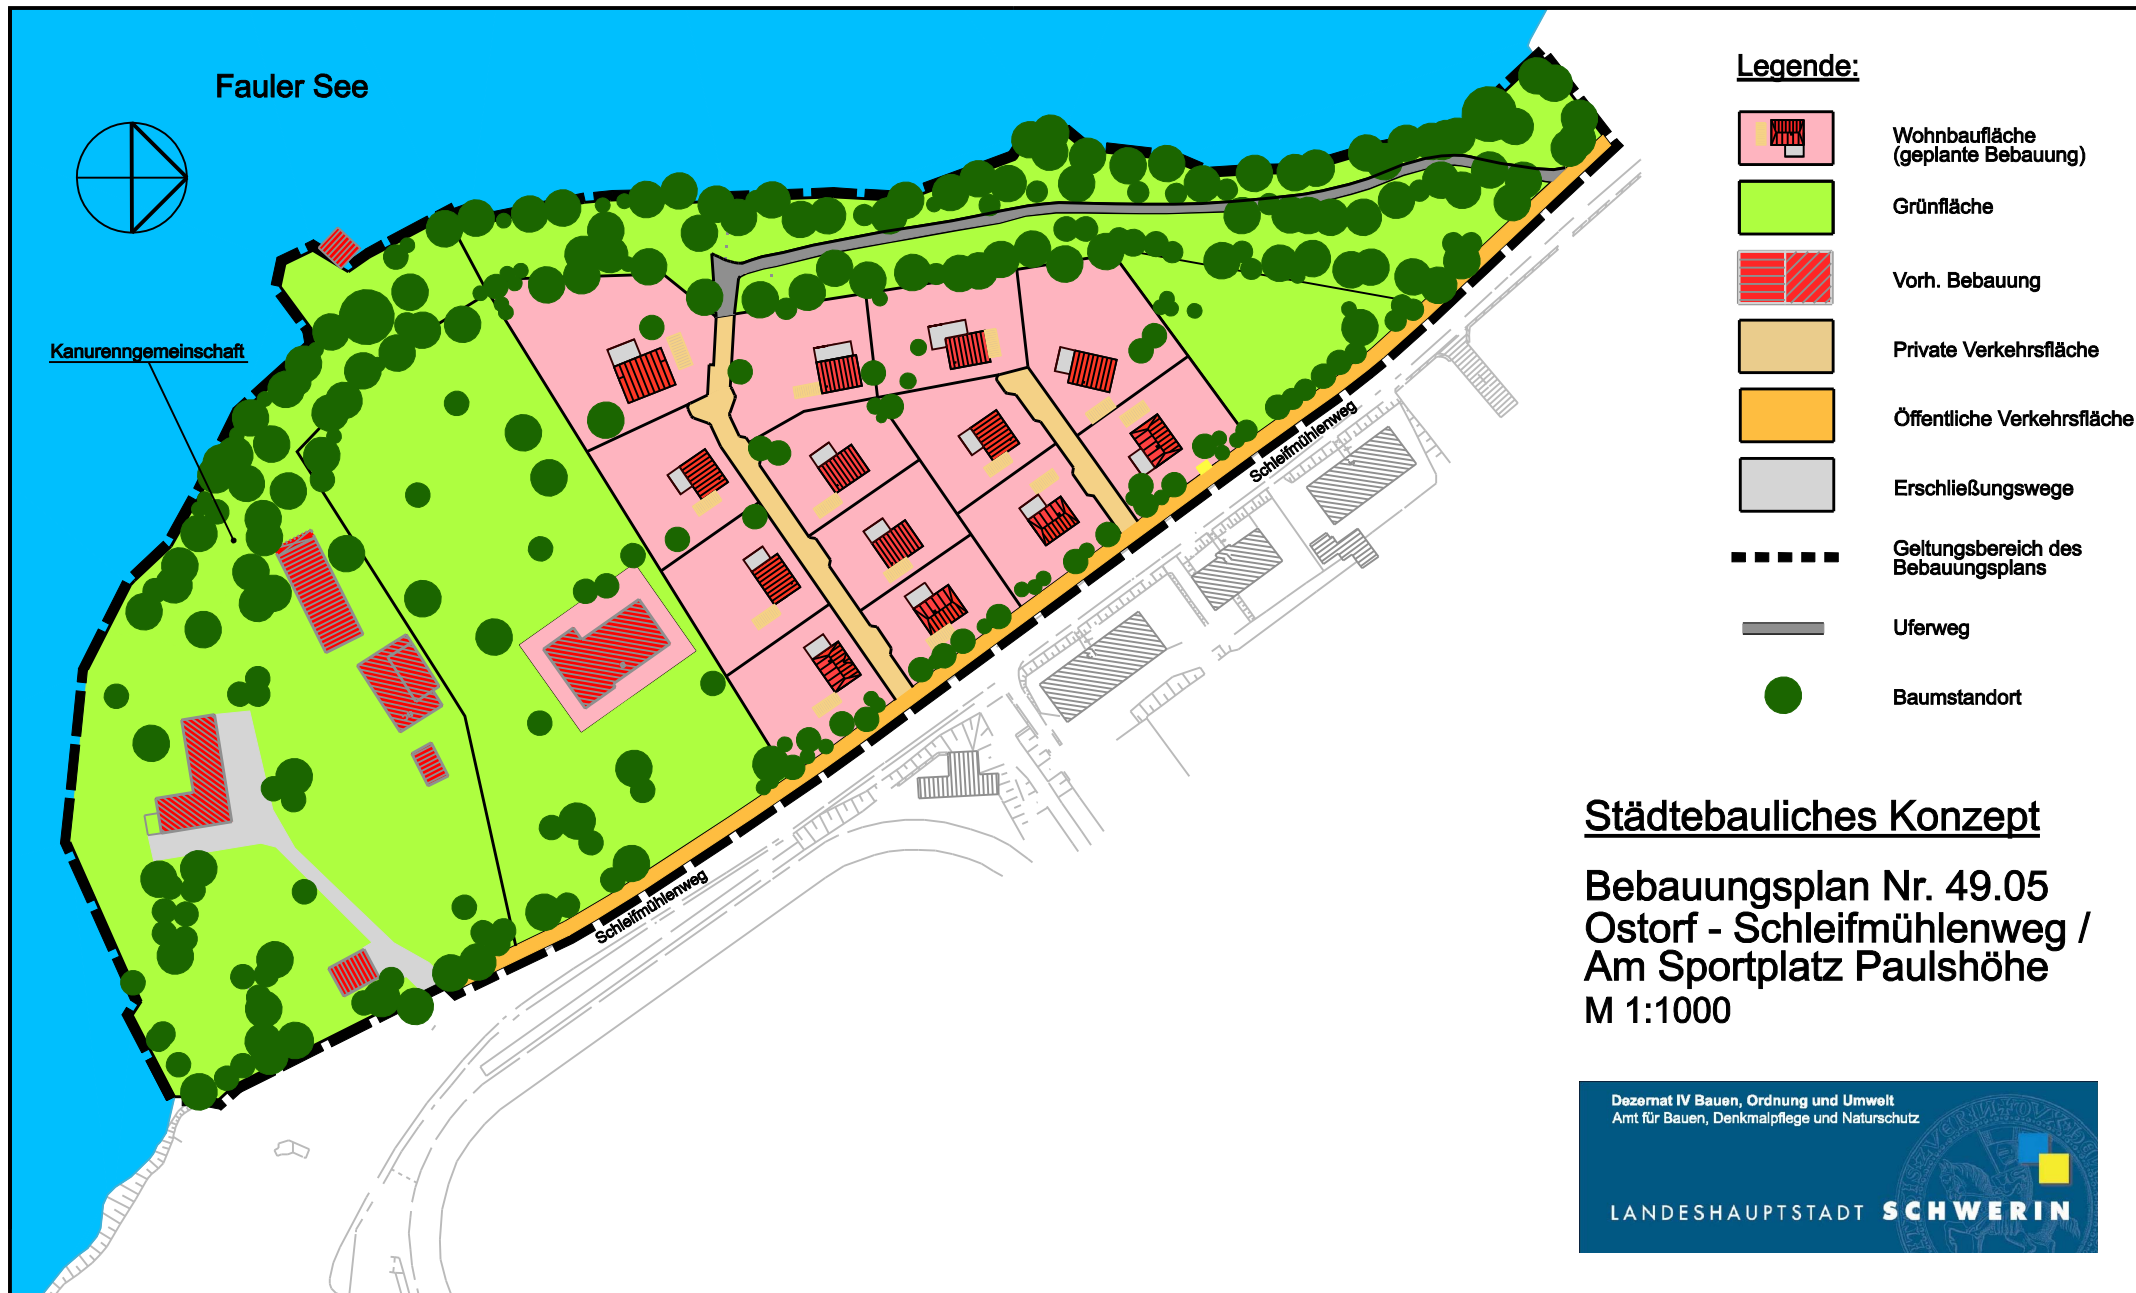 Fauler See
Kanurenngemeinschaft
Schleifmühlenweg
Schleifmühlenweg
Legende:
Wohnbaufläche
(geplante Bebauung)
Grünfläche
Vorh. Bebauung
Private Verkehrsfläche
Öffentliche Verkehrsfläche
Erschließungswege
Geltungsbereich des
Bebauungsplans
Uferweg
Baumstandort
Städtebauliches Konzept
Bebauungsplan Nr. 49.05
Ostorf - Schleifmühlenweg /
Am Sportplatz Paulshöhe
M 1:1000
Dezernat IV Bauen, Ordnung und Umwelt
Amt für Bauen, Denkmalpflege und Naturschutz
LANDESHAUPTSTADT SCHWERIN